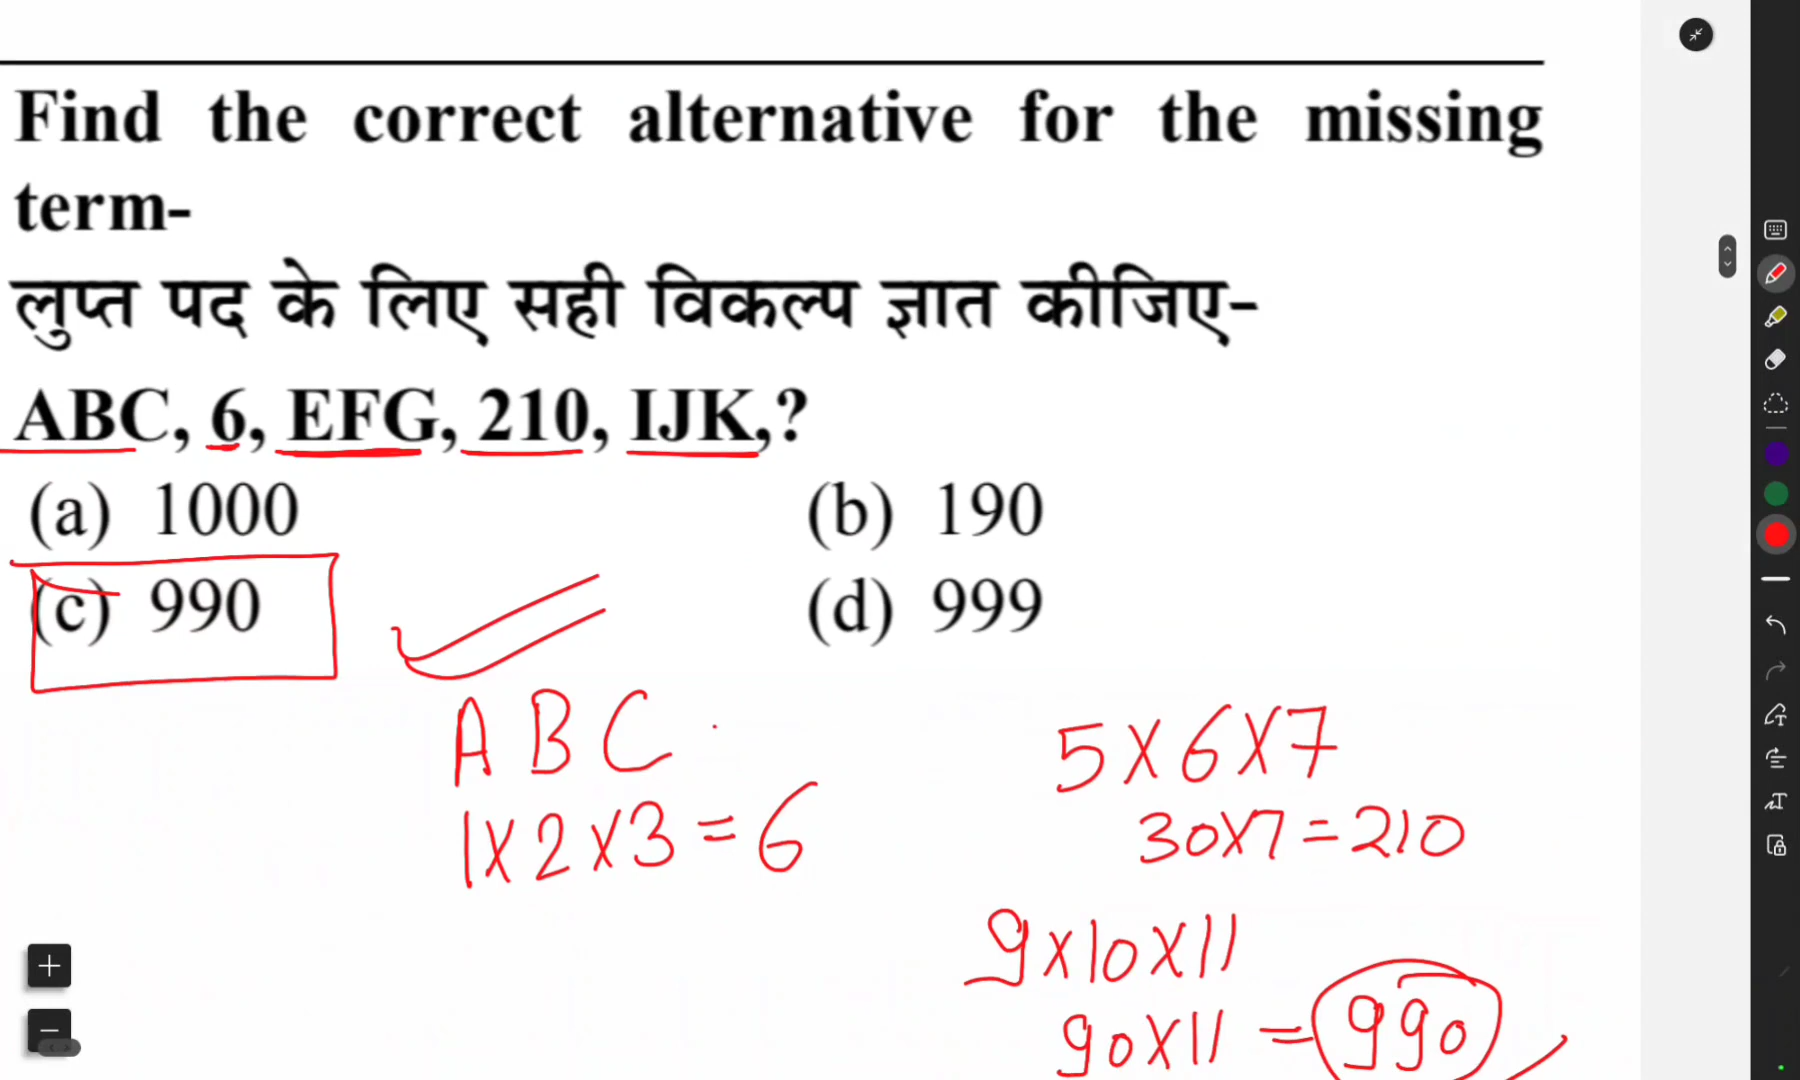 Find the correct alternative for the missing
term-
लुप्त पद के लिए सही विकल्प ज्ञात कीजिए-
ABC, 6, EFG, 210, IJK,?
(a) 1000 (b) 190
(c) 990 (d) 999
A B C
1X2X3=6
5X6X7
30X7=210
9X10X11
90X11=990